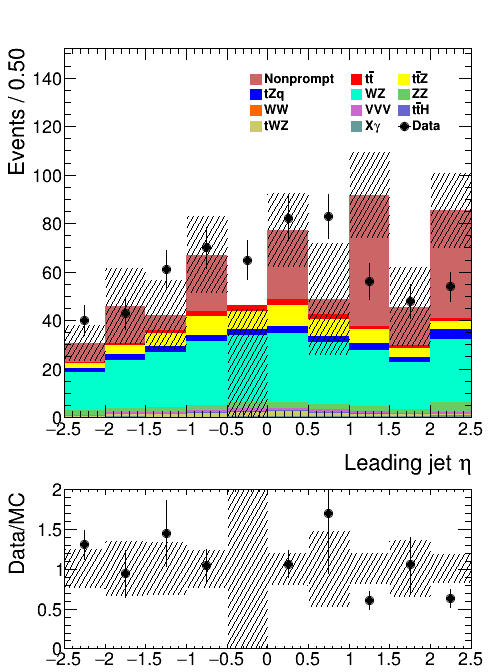 Events / 0.50
140
120
100
80
60
40
20
0
Nonprompt tt̄ tt̄Z
tZq WZ ZZ
WW VVV tt̄H
tWZ Xγ Data
−2.5 −2 −1.5 −1 −0.5 0 0.5 1 1.5 2 2.5
Leading jet η
Data/MC
2
1.5
1
0.5
0
−2.5 −2 −1.5 −1 −0.5 0 0.5 1 1.5 2 2.5